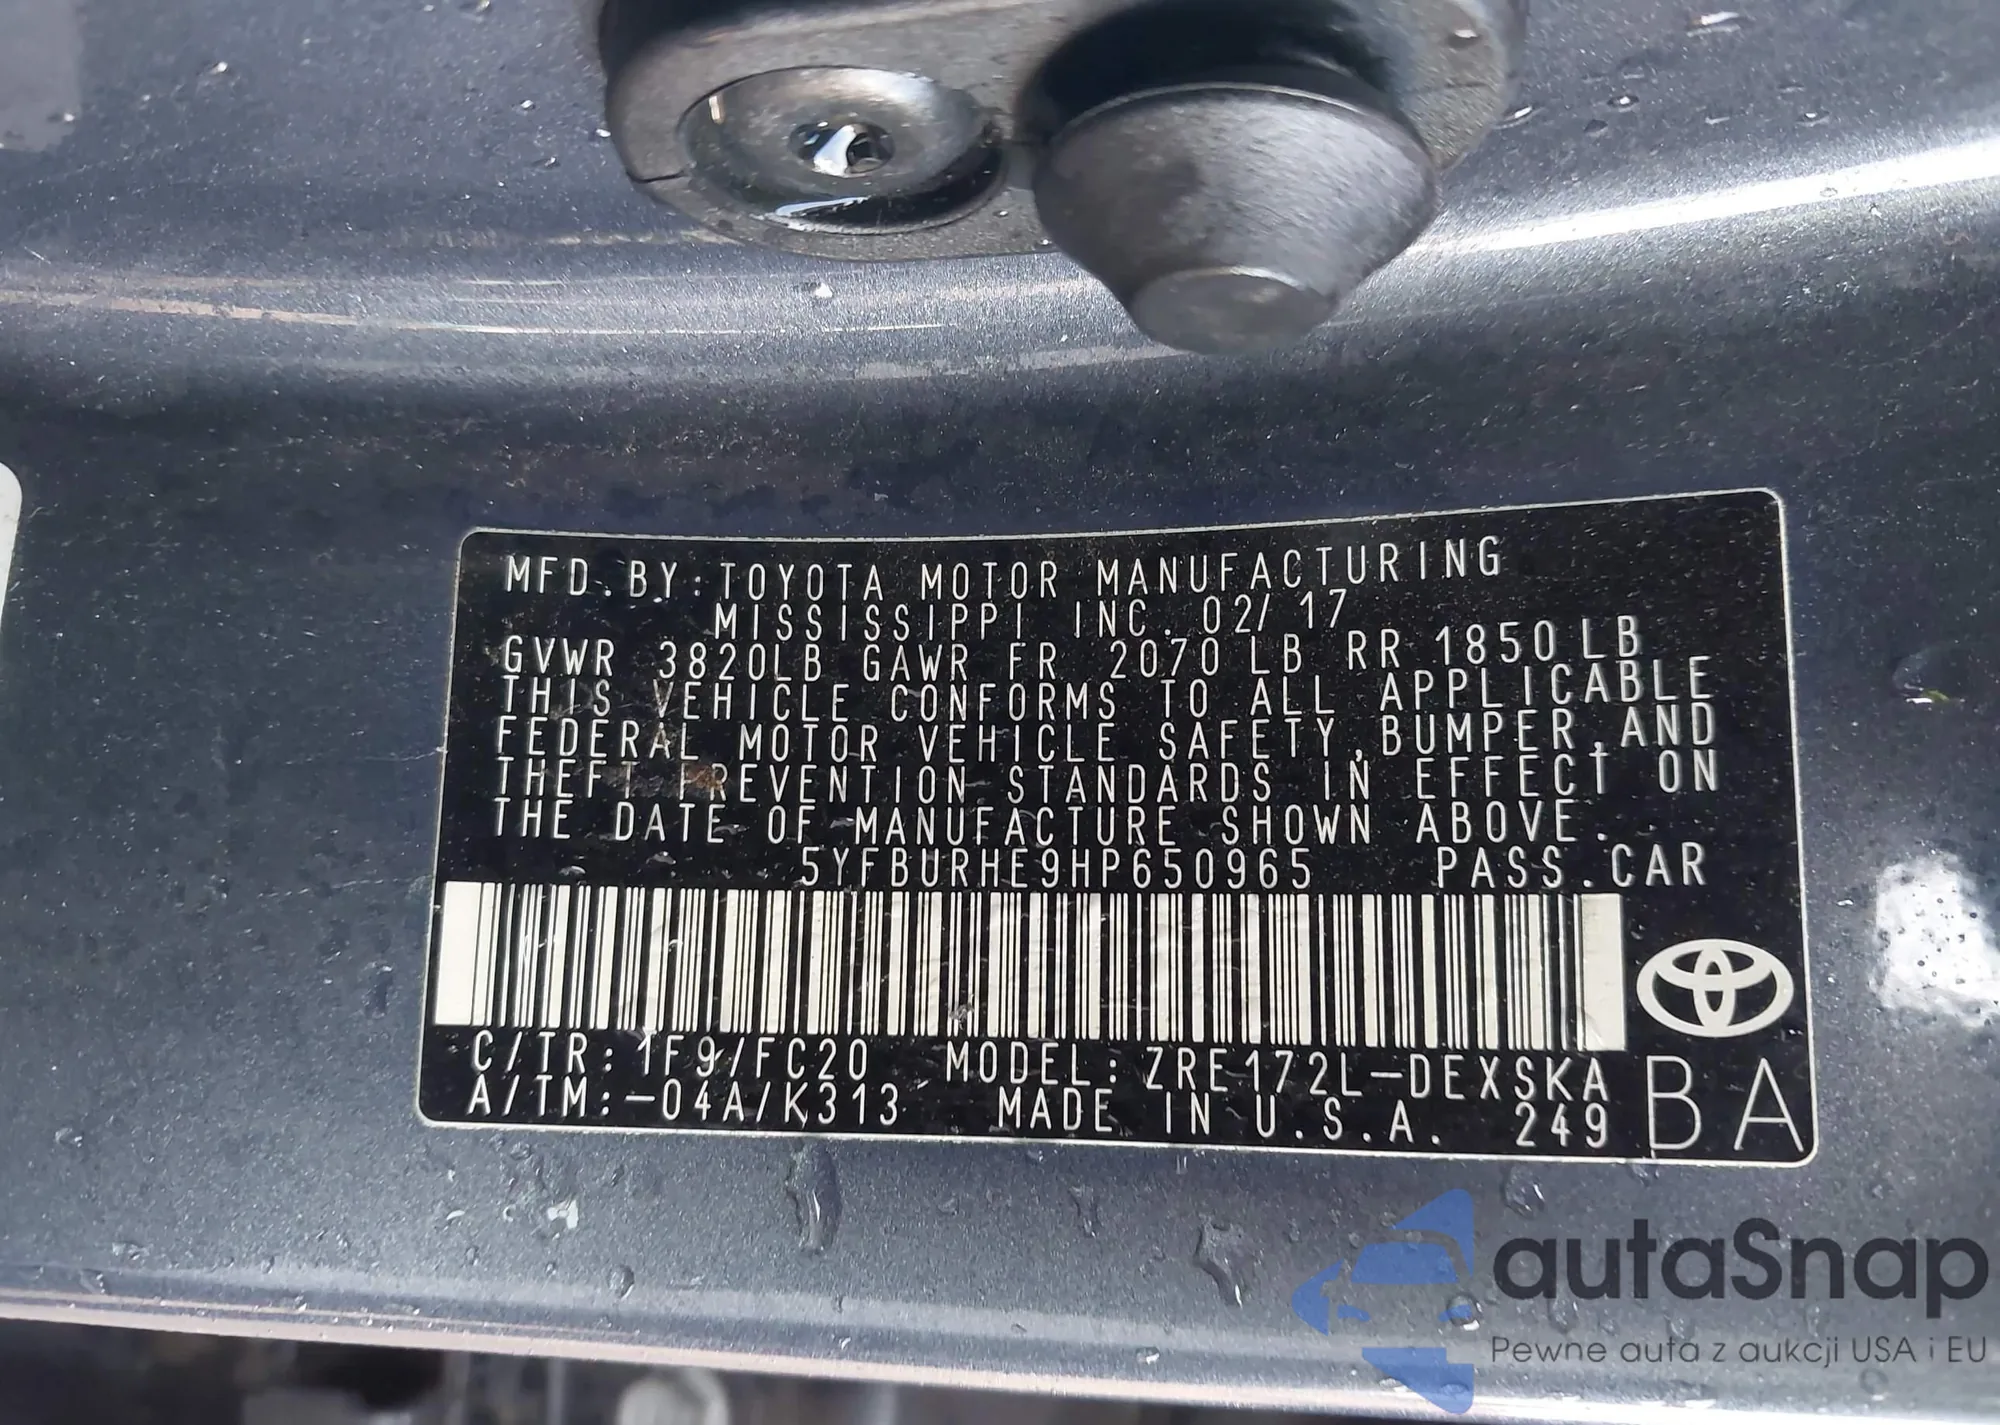 MFD. BY: TOYOTA MOTOR MANUFACTURING
MISSISSIPPI INC. 02/17
GVWR 3820LB GAWR FR 2070LB RR 1850LB
THIS VEHICLE CONFORMS TO ALL APPLICABLE
FEDERAL MOTOR VEHICLE SAFETY, BUMPER, AND
THEFT PREVENTION STANDARDS IN EFFECT ON
THE DATE OF MANUFACTURE SHOWN ABOVE.
5YFBURHE9HP650965 PASS. CAR
C/TR: 1F9/FC20 MODEL: ZRE172L-DEXSKA
A/TM: -04A/K313 MADE IN U.S.A. 249
BA
autaSnap
Pewne auta z aukcji USA i EU